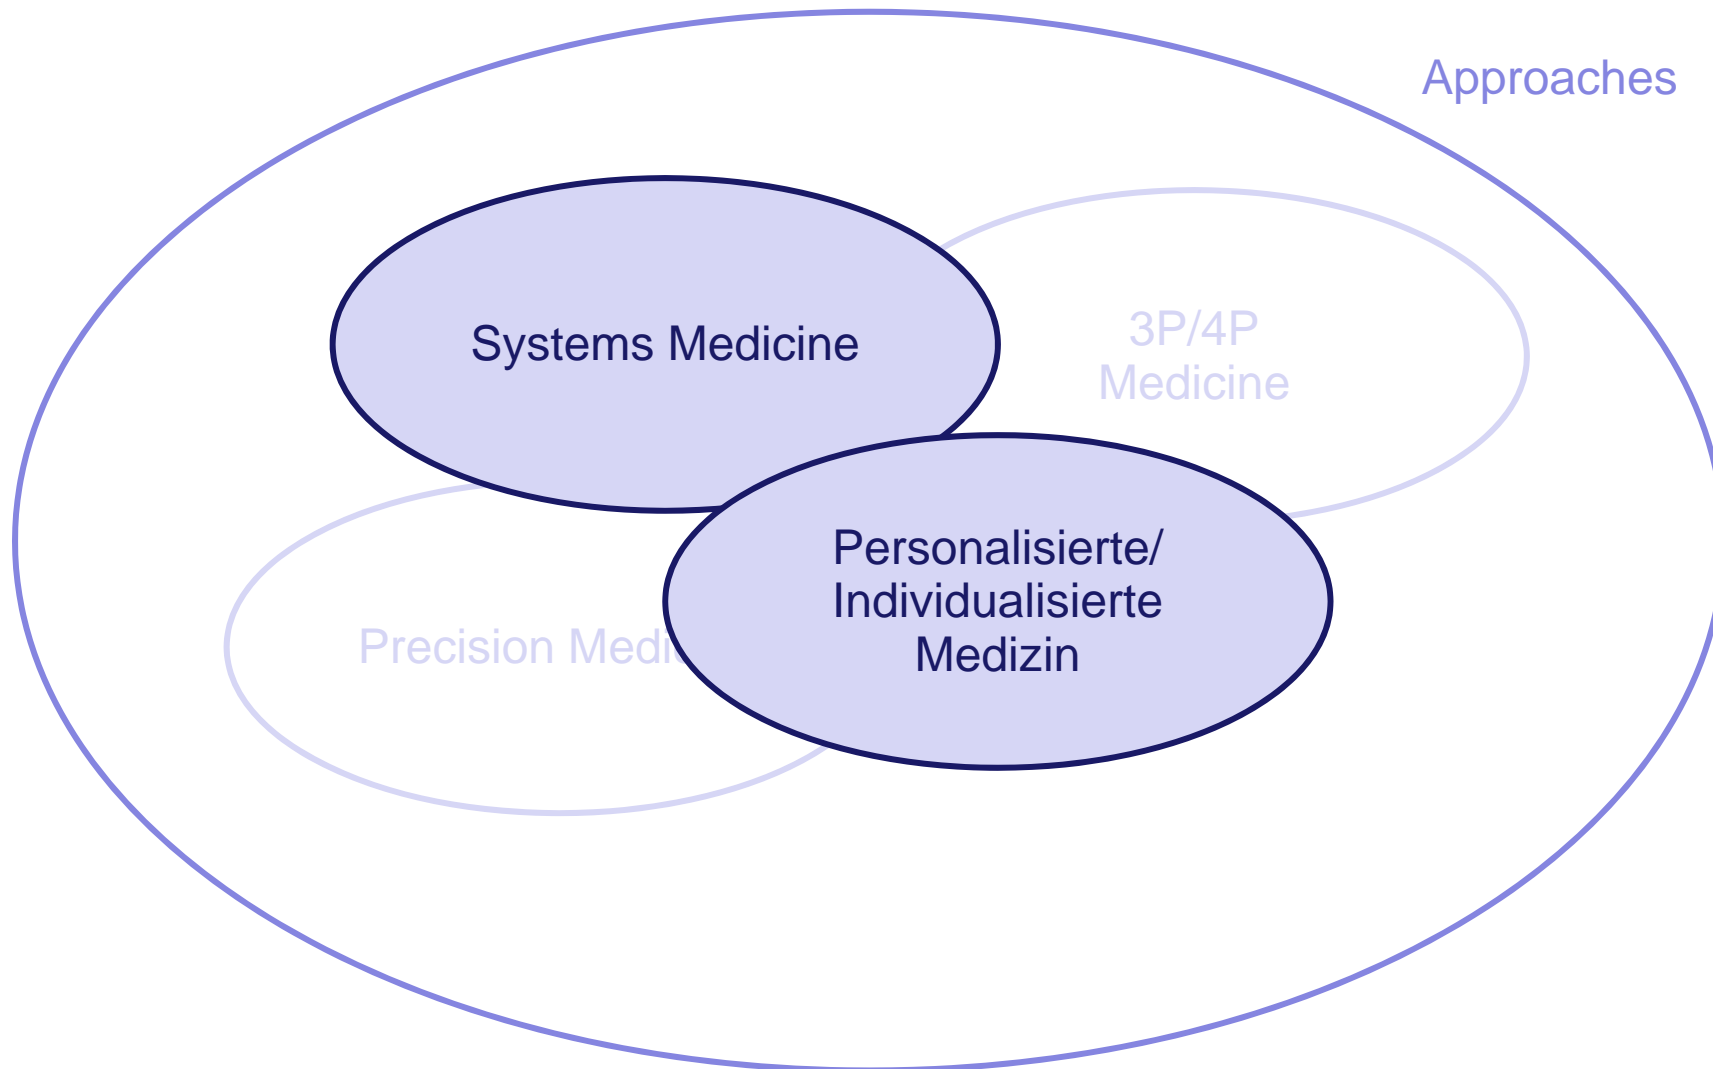 Approaches
Systems Medicine
3P/4P
Medicine
Personalisierte/
Individualisierte
Medizin
Precision